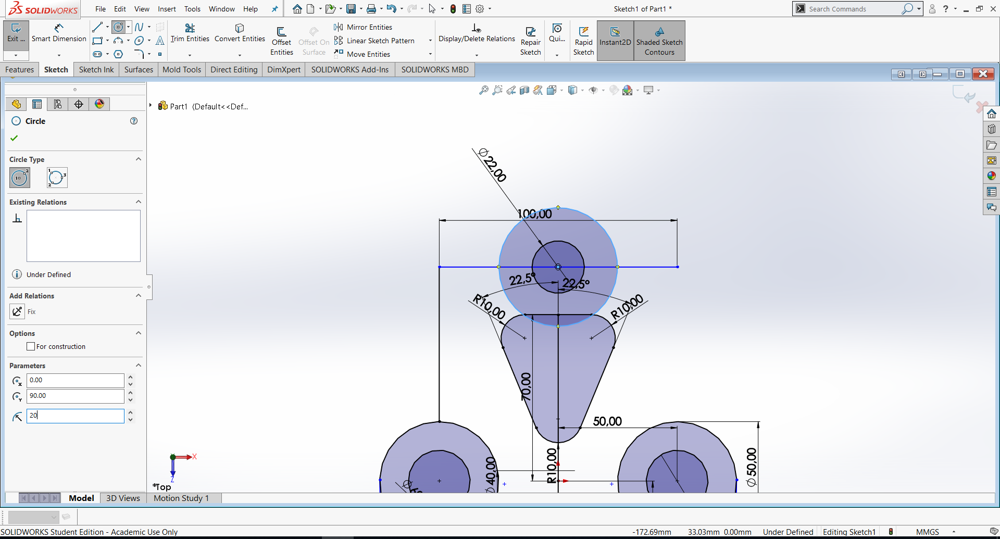 SOLIDWORKS
File Edit View Insert Tools Window Help
Sketch1 of Part1 *
Search Commands
?
Exit ...
Smart Dimension
Trim Entities
Convert Entities
Offset Entities
Offset On Surface
Mirror Entities
Linear Sketch Pattern
Move Entities
Display/Delete Relations
Repair Sketch
Qui...
Rapid Sketch
Instant2D
Shaded Sketch Contours
Features
Sketch
Sketch Ink
Surfaces
Mold Tools
Direct Editing
DimXpert
SOLIDWORKS Add-Ins
SOLIDWORKS MBD
Part1 (Default<<Def...
Circle
?
Circle Type
Existing Relations
Under Defined
Add Relations
Fix
Options
For construction
Parameters
0.00
90.00
20
∅22,00
100,00
22,5°
22,5°
R10,00
R10,00
70,00
50,00
R10,00
∅40,00
∅50,00
X
Z
*Top
Model
3D Views
Motion Study 1
SOLIDWORKS Student Edition - Academic Use Only
-172.69mm
33.03mm
0.00mm
Under Defined
Editing Sketch1
MMGS